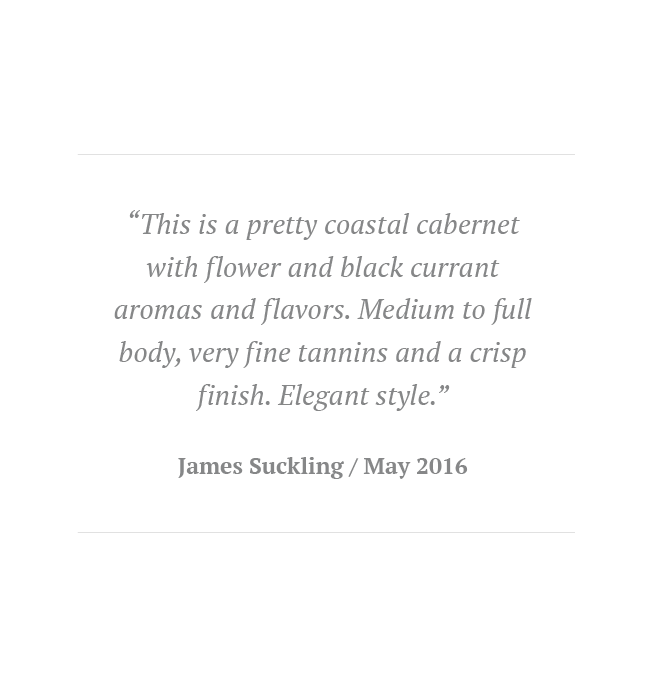 “This is a pretty coastal cabernet
with flower and black currant
aromas and flavors. Medium to full
body, very fine tannins and a crisp
finish. Elegant style.”
James Suckling / May 2016